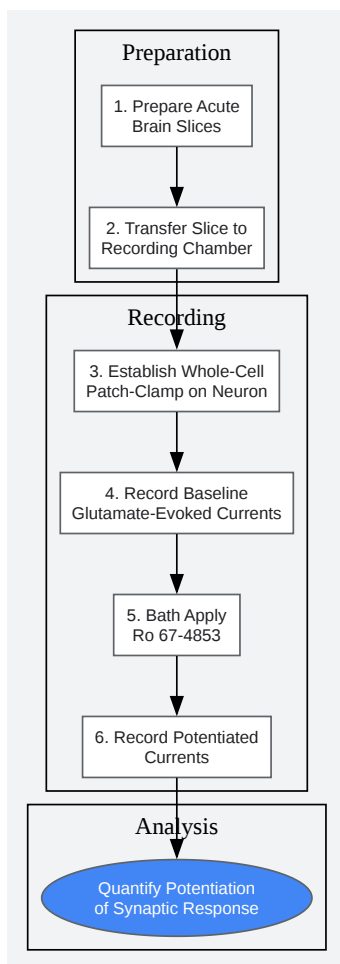 Preparation
1. Prepare Acute
Brain Slices
2. Transfer Slice to
Recording Chamber
Recording
3. Establish Whole-Cell
Patch-Clamp on Neuron
4. Record Baseline
Glutamate-Evoked Currents
5. Bath Apply
Ro 67-4853
6. Record Potentiated
Currents
Analysis
Quantify Potentiation
of Synaptic Response